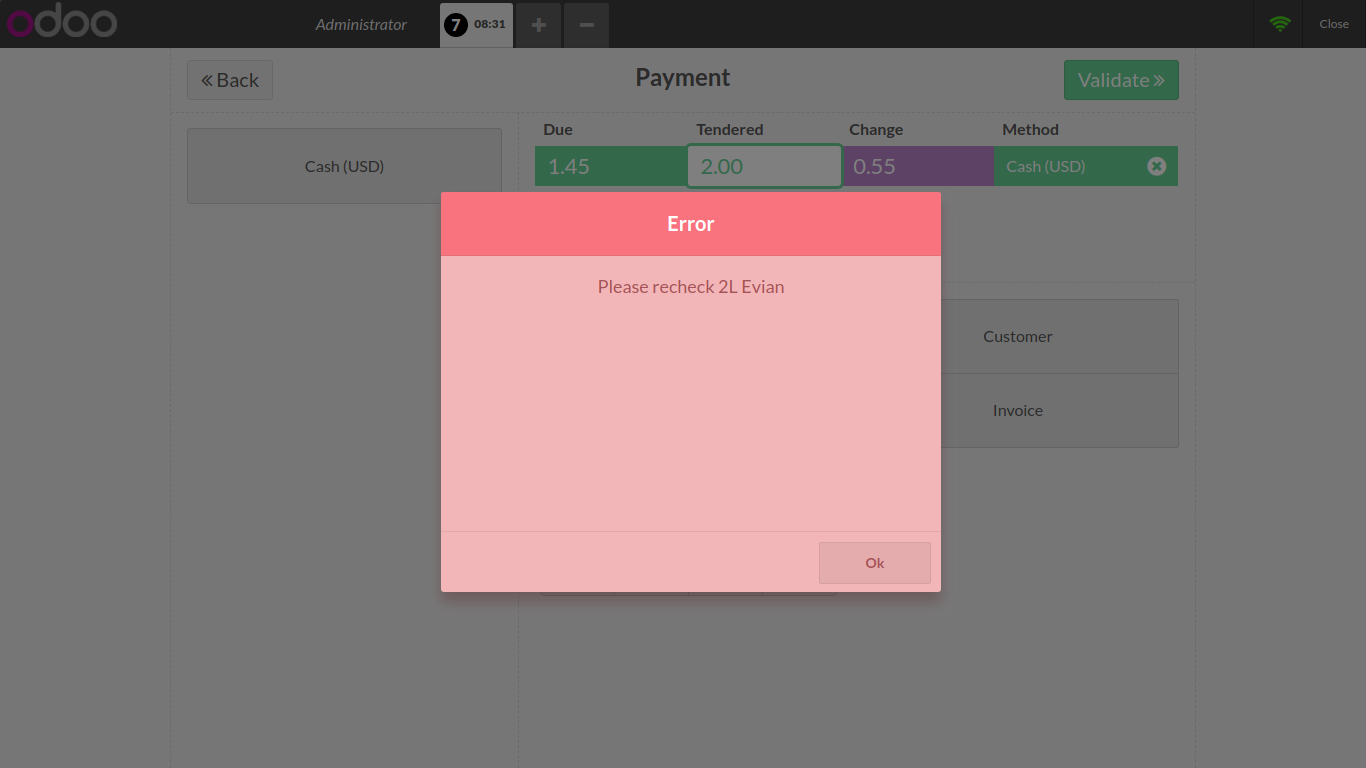 odoo
Administrator
7 08:31
Close
Back
Payment
Validate
Due Tendered Change Method
1.45 2.00 0.55 Cash (USD)
Cash (USD)
Error
Please recheck 2L Evian
Customer
Invoice
Ok